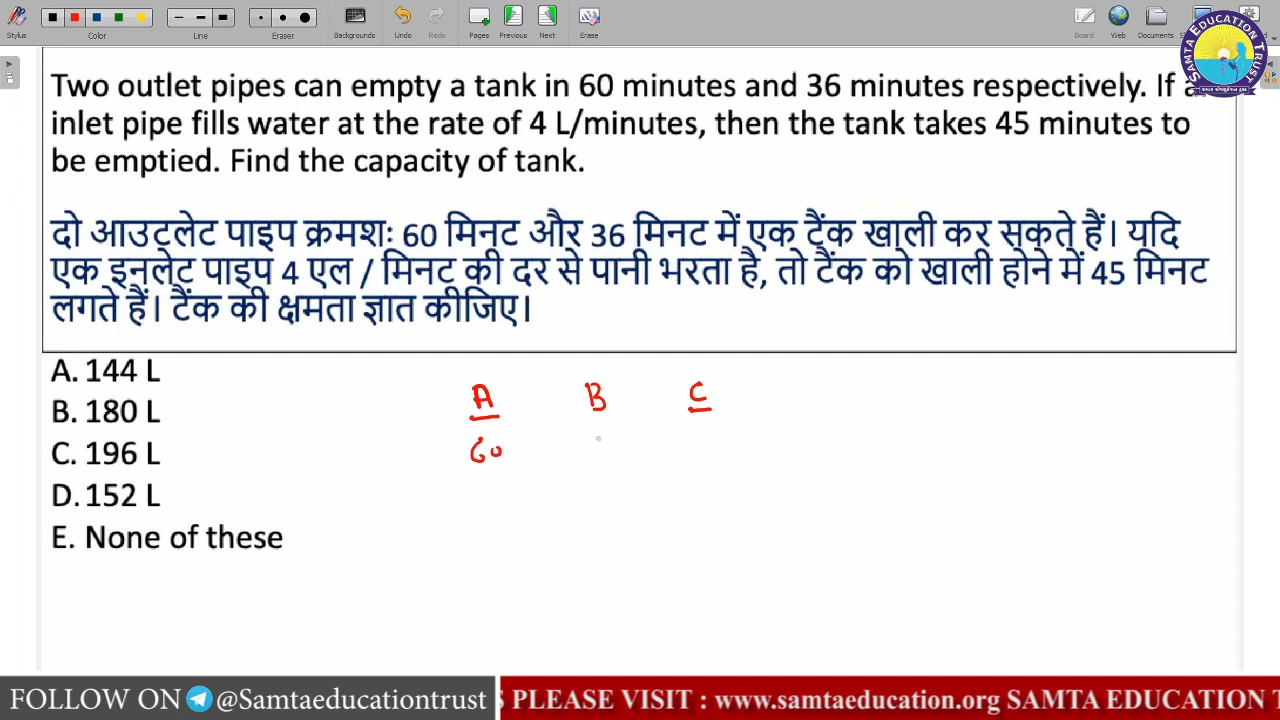 Stylus
Color
Line
Eraser
Backgrounds
Undo
Redo
Pages
Previous
Next
Erase
Board
Web
Documents
SAMTA EDUCATION TRUST
Two outlet pipes can empty a tank in 60 minutes and 36 minutes respectively. If a
inlet pipe fills water at the rate of 4 L/minutes, then the tank takes 45 minutes to
be emptied. Find the capacity of tank.
दो आउटलेट पाइप क्रमशः 60 मिनट और 36 मिनट में एक टैंक खाली कर सकते हैं। यदि
एक इनलेट पाइप 4 एल / मिनट की दर से पानी भरता है, तो टैंक को खाली होने में 45 मिनट
लगते हैं। टैंक की क्षमता ज्ञात कीजिए।
A. 144 L
B. 180 L
C. 196 L
D. 152 L
E. None of these
A B C
60
FOLLOW ON @Samtaeducationtrust
S PLEASE VISIT : www.samtaeducation.org SAMTA EDUCATION T